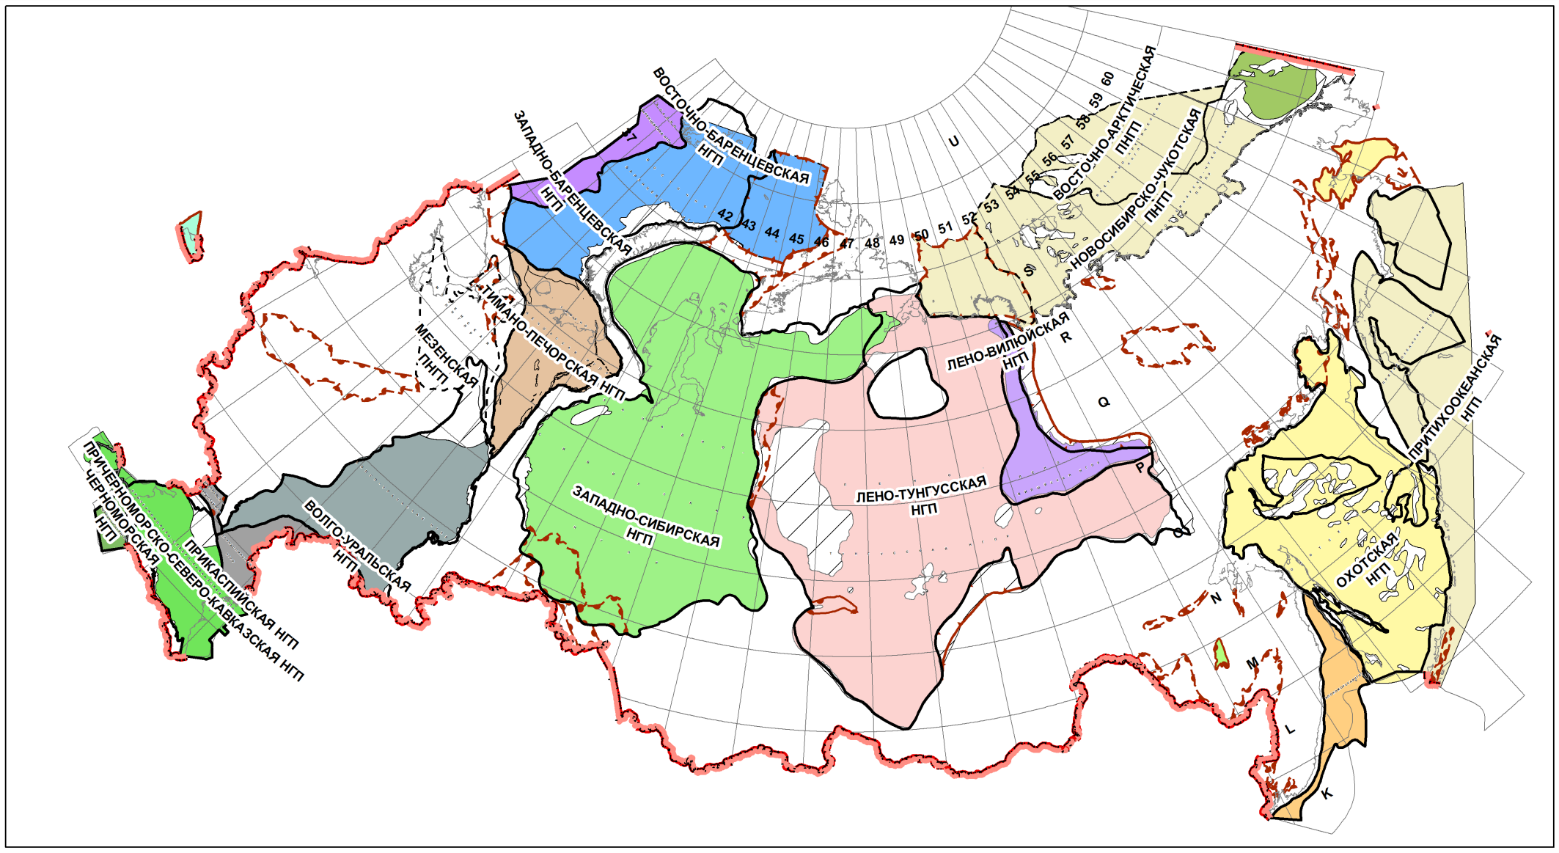 ВОСТОЧНО-БАРЕНЦЕВСКАЯ
НГП
ЗАПАДНО-БАРЕНЦЕВСКАЯ
НГП
37
ВОСТОЧНО-АРКТИЧЕСКАЯ
ПНГП
НОВОСИБИРСКО-ЧУКОТСКАЯ
ПНГП
U
42
43
44
45
46
47
48
49
50
51
52
53
54
55
56
57
58
59
60
S
R
Q
P
N
M
L
K
ТИМАНО-ПЕЧОРСКАЯ НГП
МЕЗЕНСКАЯ
ПНГП
ЛЕНО-ВИЛЮЙСКАЯ
НГП
ПРИТИХООКЕАНСКАЯ
НГП
ЛЕНО-ТУНГУССКАЯ
НГП
ЗАПАДНО-СИБИРСКАЯ
НГП
ВОЛГО-УРАЛЬСКАЯ
НГП
ОХОТСКАЯ
НГП
ПРИКАСПИЙСКАЯ НГП
ПРИЧЕРНОМОРСКО-СЕВЕРО-КАВКАЗСКАЯ НГП
ЧЕРНОМОРСКАЯ
НГП